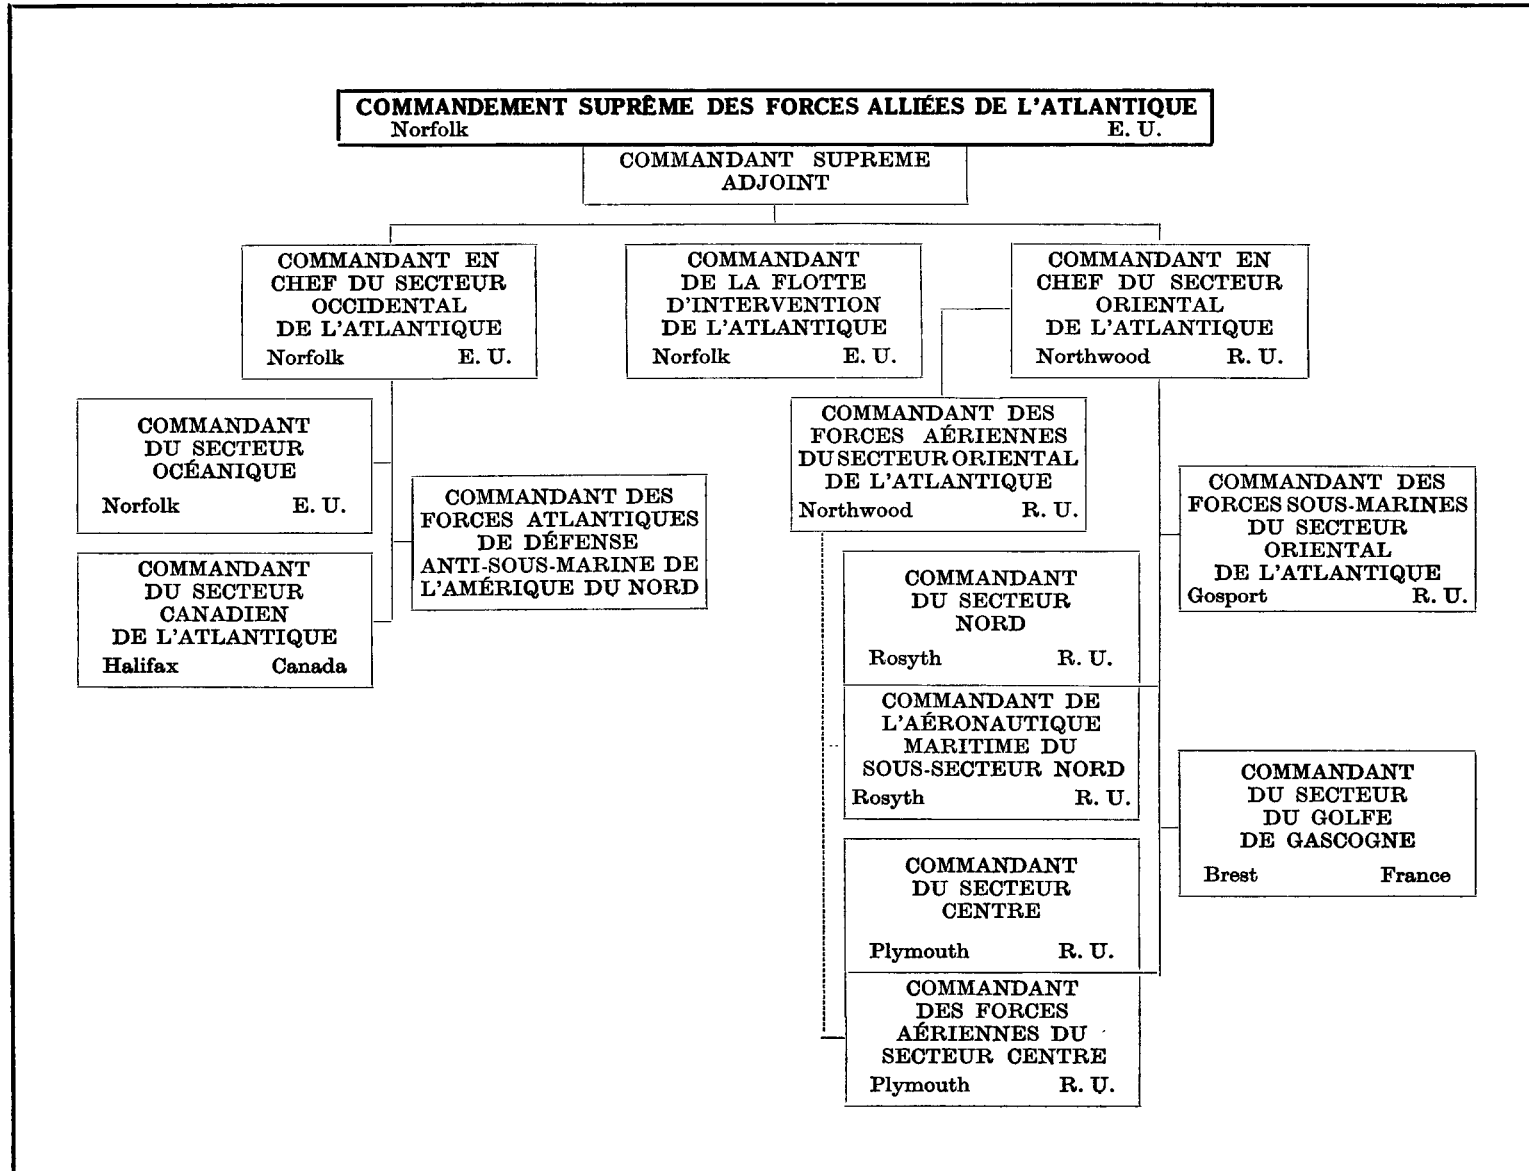 COMMANDEMENT SUPRÊME DES FORCES ALLIÉES DE L'ATLANTIQUE
Norfolk E. U.
COMMANDANT SUPREME
ADJOINT
COMMANDANT EN
CHEF DU SECTEUR
OCCIDENTAL
DE L'ATLANTIQUE
Norfolk E. U.
COMMANDANT
DE LA FLOTTE
D'INTERVENTION
DE L'ATLANTIQUE
Norfolk E. U.
COMMANDANT EN
CHEF DU SECTEUR
ORIENTAL
DE L'ATLANTIQUE
Northwood R. U.
COMMANDANT
DU SECTEUR
OCÉANIQUE
Norfolk E. U.
COMMANDANT DES
FORCES ATLANTIQUES
DE DÉFENSE
ANTI-SOUS-MARINE DE
L'AMÉRIQUE DU NORD
COMMANDANT
DU SECTEUR
CANADIEN
DE L'ATLANTIQUE
Halifax Canada
COMMANDANT DES
FORCES AÉRIENNES
DU SECTEUR ORIENTAL
DE L'ATLANTIQUE
Northwood R. U.
COMMANDANT DES
FORCES SOUS-MARINES
DU SECTEUR
ORIENTAL
DE L'ATLANTIQUE
Gosport R. U.
COMMANDANT
DU SECTEUR
NORD
Rosyth R. U.
COMMANDANT DE
L'AÉRONAUTIQUE
MARITIME DU
SOUS-SECTEUR NORD
Rosyth R. U.
COMMANDANT
DU SECTEUR
DU GOLFE
DE GASCOGNE
Brest France
COMMANDANT
DU SECTEUR
CENTRE
Plymouth R. U.
COMMANDANT
DES FORCES
AÉRIENNES DU
SECTEUR CENTRE
Plymouth R. U.